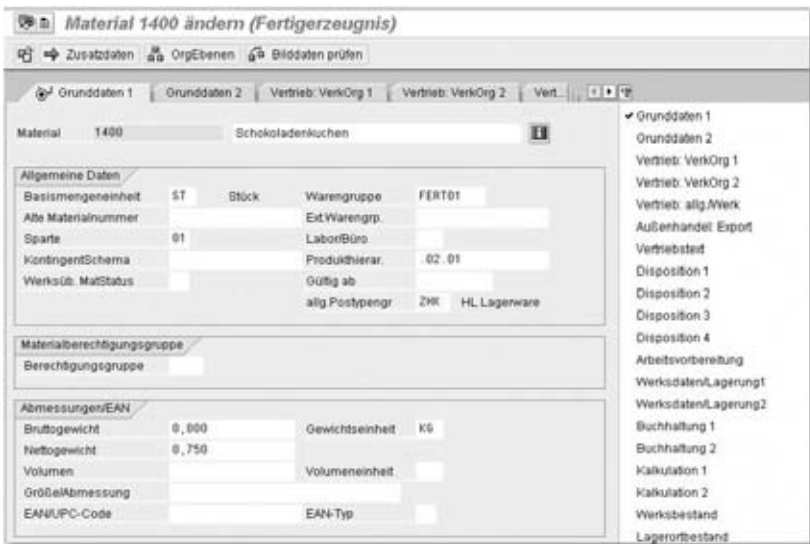 Material 1400 ändern (Fertigerzeugnis)
Zusatzdaten OrgEbenen Bilddaten prüfen
Grunddaten 1 Grunddaten 2 Vertrieb: VerkOrg 1 Vertrieb: VerkOrg 2 Vert...
Material 1400 Schokoladenkuchen
Allgemeine Daten
Basismengeneinheit ST Stück Warengruppe FERT01
Alte Materialnummer Ext.Warengrp.
Sparte 01 Labor/Büro
KontingentSchema Produkthierar. .02.01
Werksüb. MatStatus Gültig ab
allg.Postypengr ZHK HL Lagerware
Materialberechtigungsgruppe
Berechtigungsgruppe
Abmessungen/EAN
Bruttogewicht 0,800 Gewichtseinheit KG
Nettogewicht 0,750
Volumen Volumeneinheit
Größe/Abmessung
EAN/UPC-Code EAN-Typ
Grunddaten 1
Grunddaten 2
Vertrieb: VerkOrg 1
Vertrieb: VerkOrg 2
Vertrieb: allg./Werk
Außenhandel: Export
Vertriebstext
Disposition 1
Disposition 2
Disposition 3
Disposition 4
Arbeitsvorbereitung
Werksdaten/Lagerung1
Werksdaten/Lagerung2
Buchhaltung 1
Buchhaltung 2
Kalkulation 1
Kalkulation 2
Werksbestand
Lagerortbestand